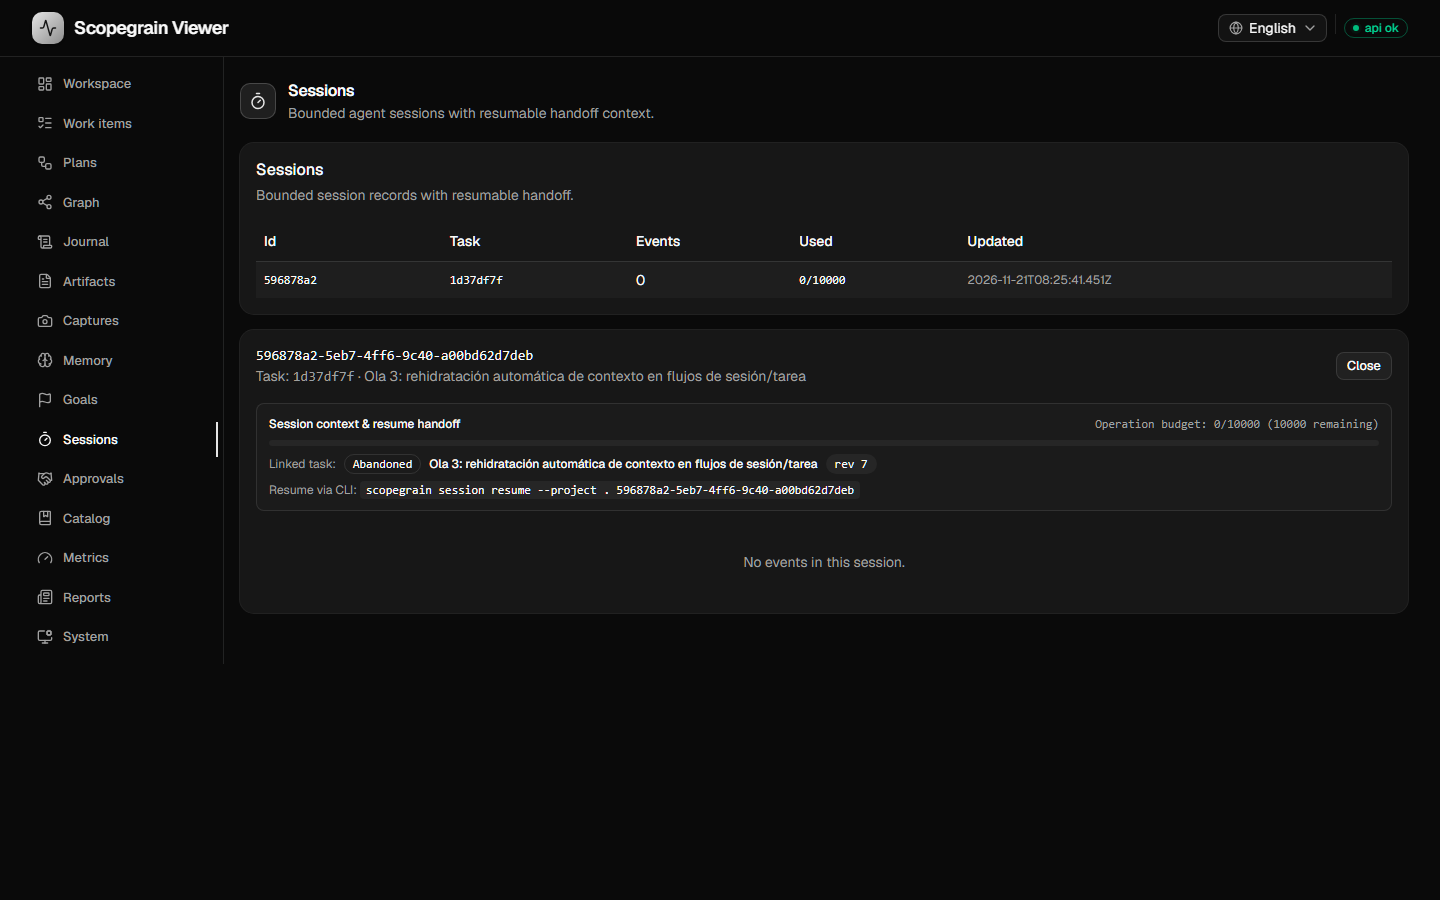 Scopegrain Viewer
English
api ok
Workspace
Work items
Plans
Graph
Journal
Artifacts
Captures
Memory
Goals
Sessions
Approvals
Catalog
Metrics
Reports
System
Sessions
Bounded agent sessions with resumable handoff context.
Sessions
Bounded session records with resumable handoff.
Id Task Events Used Updated
596878a2 1d37df7f 0 0/10000 2026-11-21T08:25:41.451Z
596878a2-5eb7-4ff6-9c40-a00bd62d7deb
Task: 1d37df7f · Ola 3: rehidratación automática de contexto en flujos de sesión/tarea
Close
Session context & resume handoff
Operation budget: 0/10000 (10000 remaining)
Linked task: Abandoned Ola 3: rehidratación automática de contexto en flujos de sesión/tarea rev 7
Resume via CLI: scopegrain session resume --project . 596878a2-5eb7-4ff6-9c40-a00bd62d7deb
No events in this session.